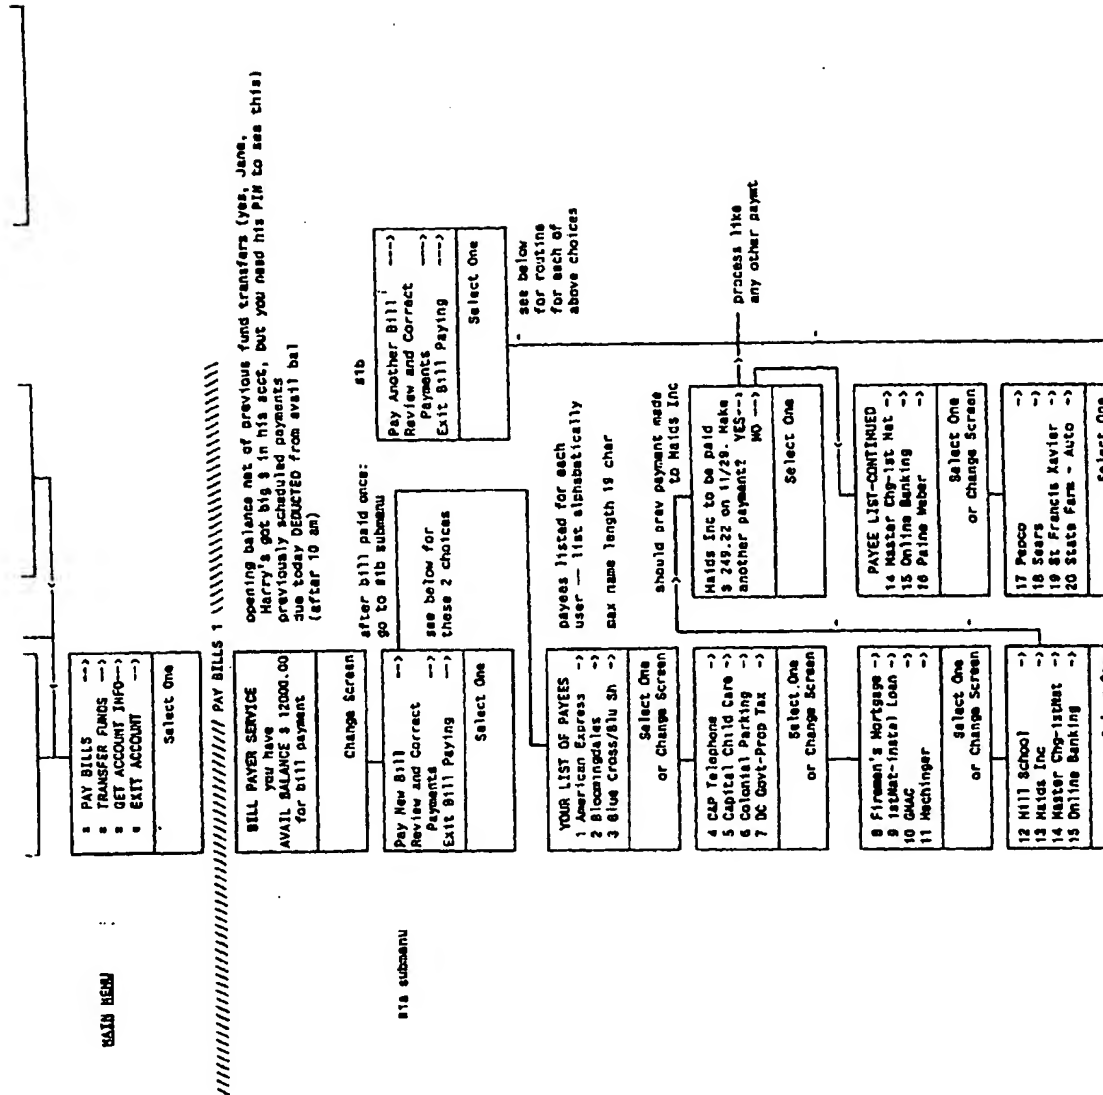 MAIN MENU
* PAY BILLS -->
* TRANSFER FUNDS -->
* GET ACCOUNT INFO-->
* EXIT ACCOUNT -->
Select One
PAY BILLS 1
BILL PAYER SERVICE
you have
AVAIL BALANCE $ 12000.00
for bill payment
Change Screen
opening balance net of previous fund transfers (yes, Jane,
Harry's got big $ in his acct, but you need his PIN to see this)
previously scheduled payments
due today DEDUCTED from avail bal
(after 10 am)
#1a submenu
Pay New Bill -->
Review and Correct
Payments -->
Exit Bill Paying -->
Select One
after bill paid once:
go to #1b submenu
see below for
these 2 choices
#1b
Pay Another Bill --->
Review and Correct
Payments --->
Exit Bill Paying --->
Select One
see below
for routine
for each of
above choices
YOUR LIST OF PAYEES
1 American Express ->
2 Bloomingdales ->
3 Blue Cross/Blu Sh ->
Select One
or Change Screen
payees listed for each
user -- list alphabetically
max name length 19 char
4 C&P Telephone ->
5 Capital Child Care ->
6 Colonial Parking ->
7 DC Govt-Prop Tax ->
Select One
or Change Screen
should prev payment made
to Maids Inc
Maids Inc to be paid
$ 249.22 on 11/29. Make
another payment? YES-->
NO -->
Select One
process like
any other paymt
8 Firemen's Mortgage ->
9 1stNat-instal Loan ->
10 GMAC ->
11 Hechinger ->
Select One
or Change Screen
PAYEE LIST-CONTINUED
14 Master Chg-1st Nat ->
15 Online Banking ->
16 Paine Weber ->
Select One
or Change Screen
12 Hill School ->
13 Maids Inc ->
14 Master Chg-1stNat ->
15 Online Banking ->
17 Pepco ->
18 Sears ->
19 St Francis Xavier ->
20 State Farm - Auto ->
Select One